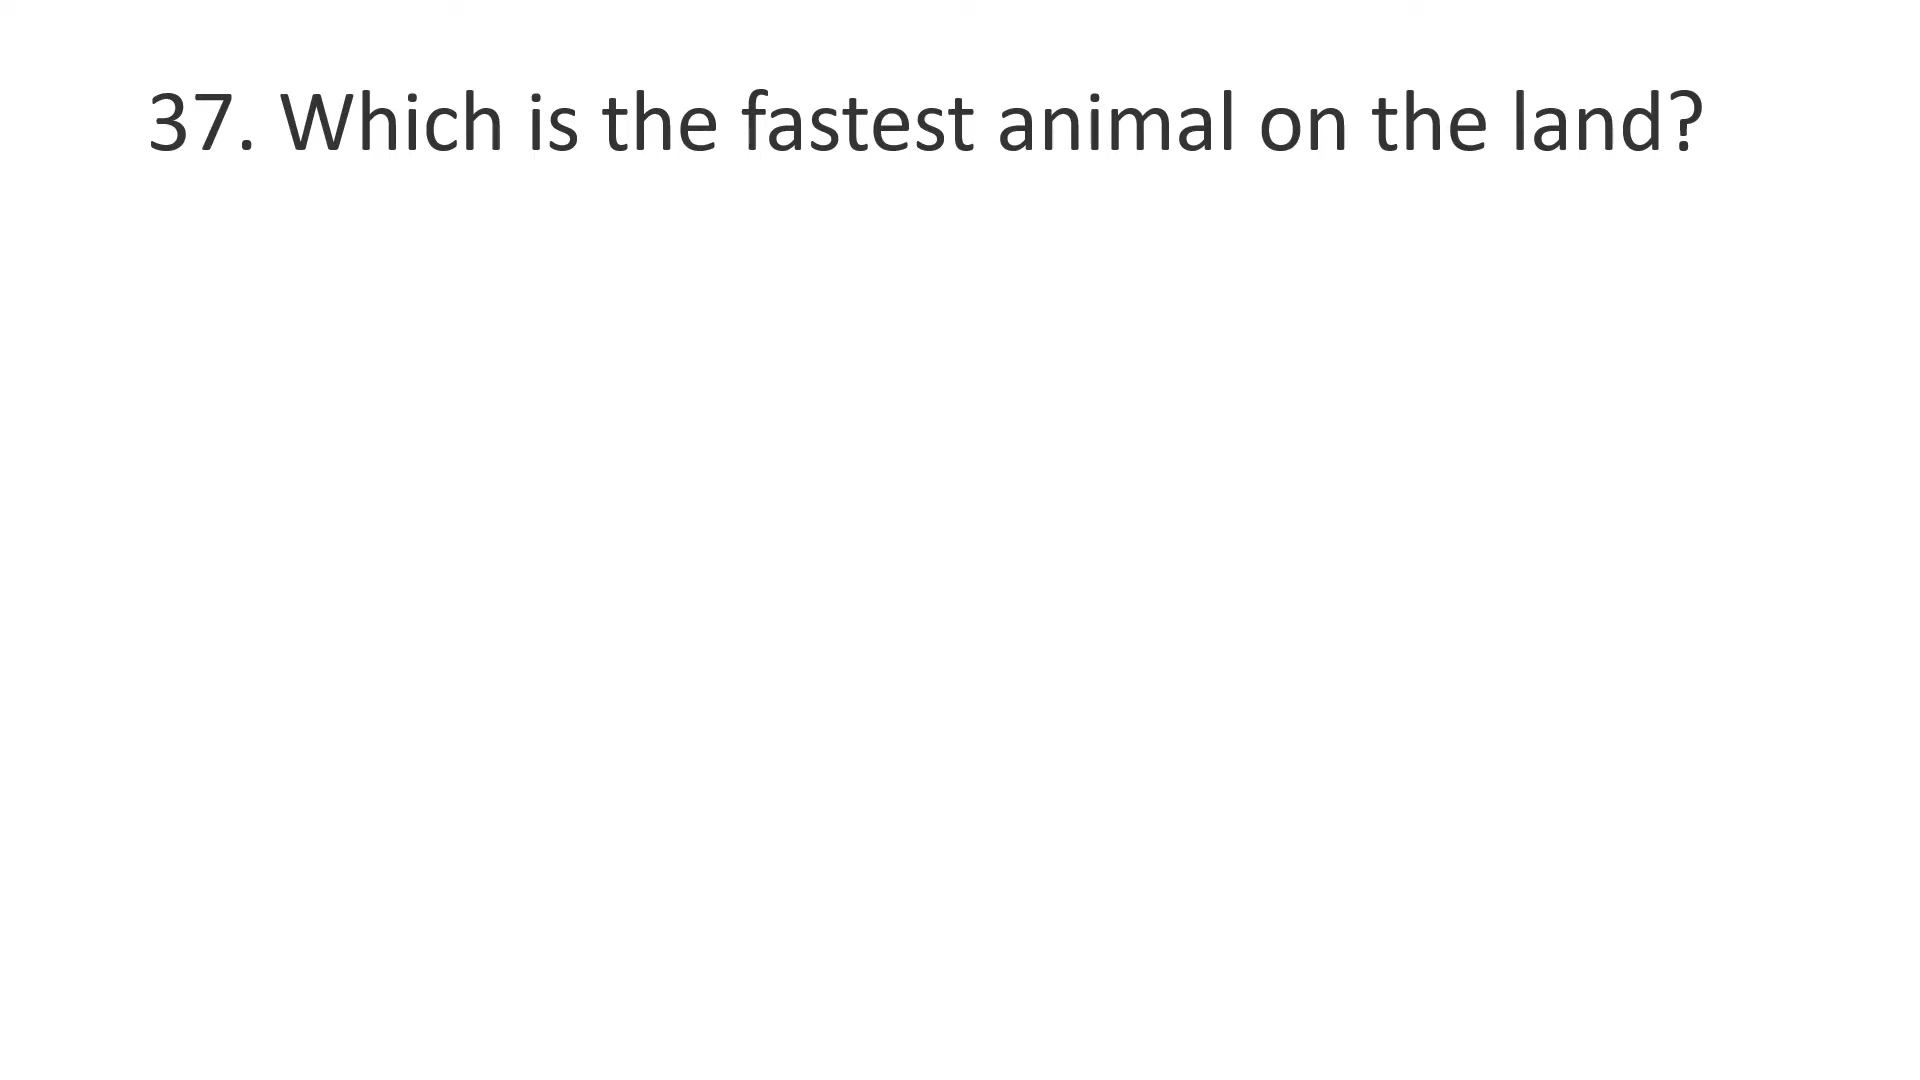 37. Which is the fastest animal on the land?